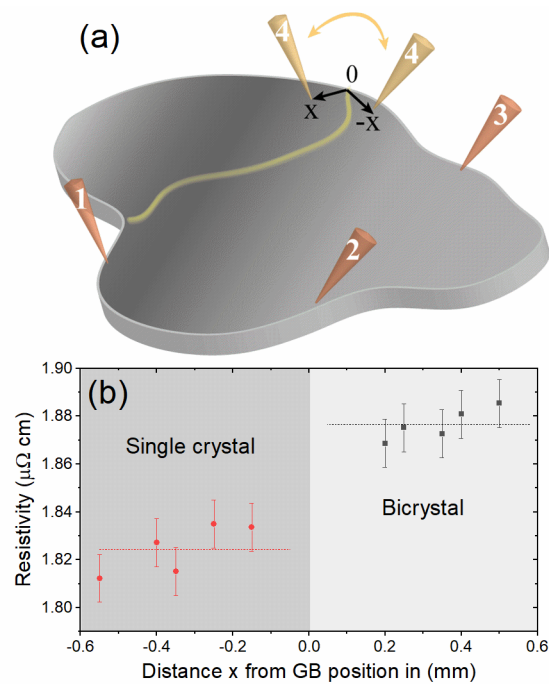 (a)
4
4
0
X
-X
3
1
2
(b)
1.90
1.88
1.86
1.84
1.82
1.80
Resistivity (μΩ cm)
Single crystal
Bicrystal
-0.6
-0.4
-0.2
0.0
0.2
0.4
0.6
Distance x from GB position in (mm)